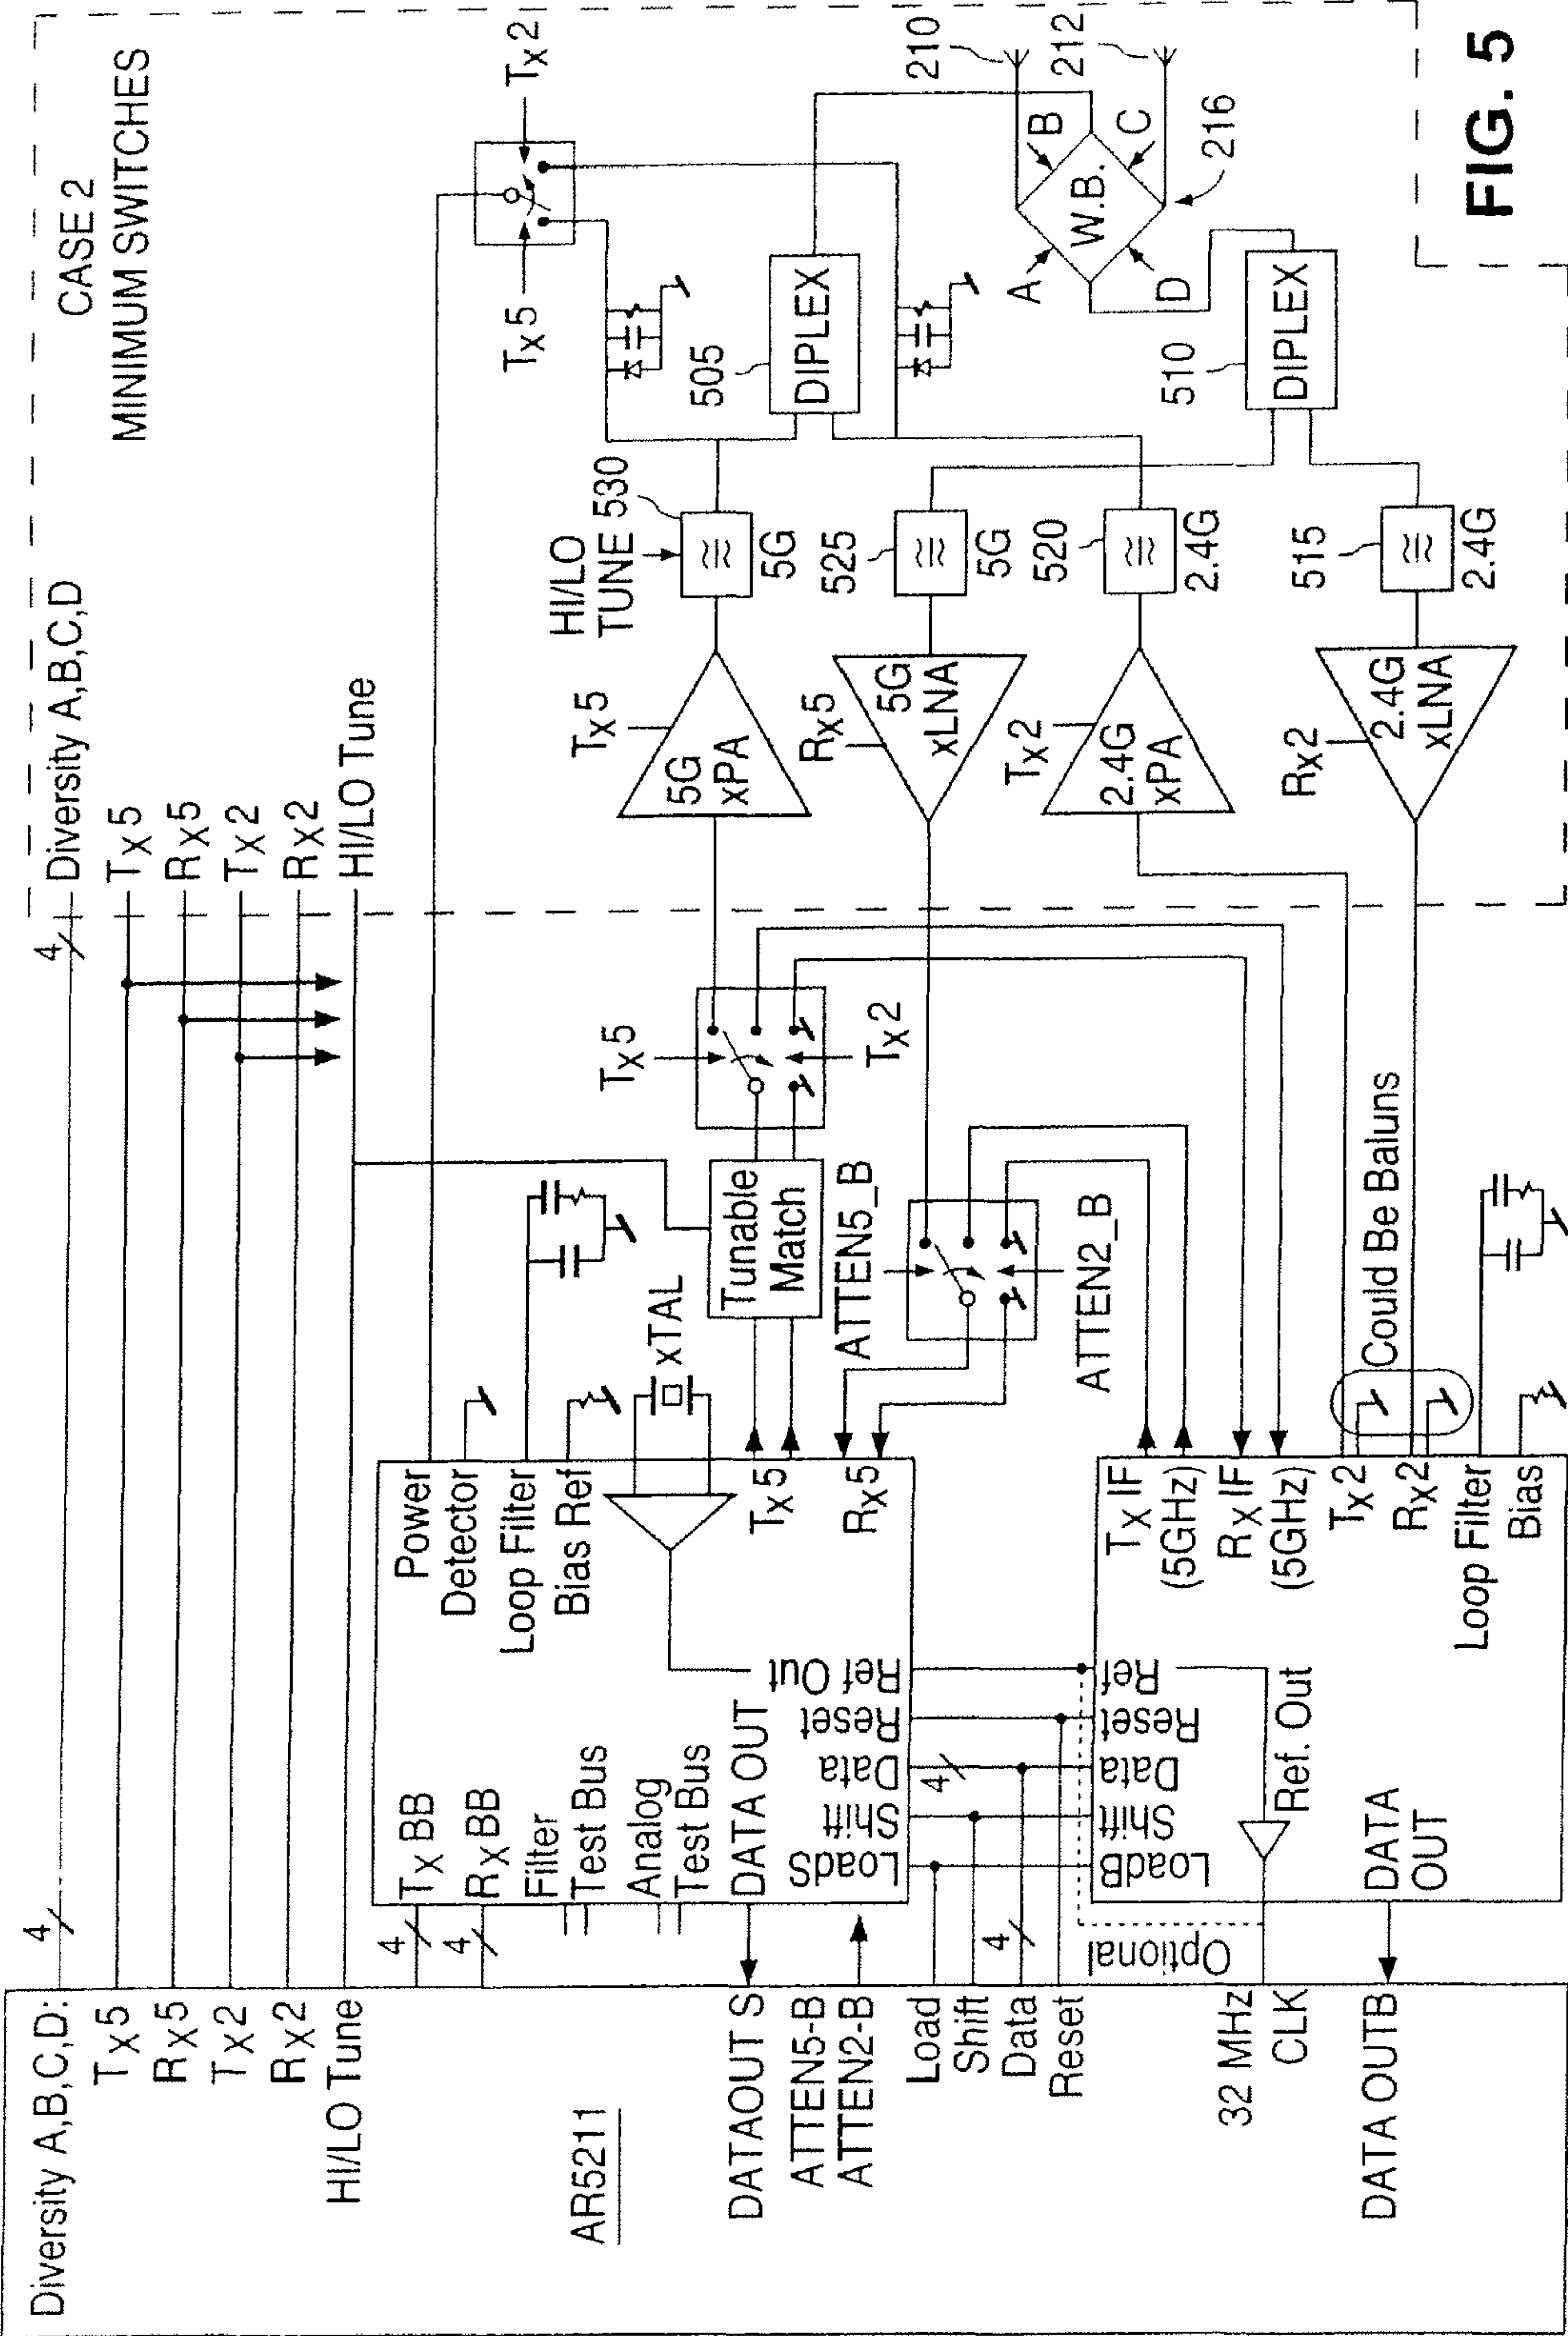 CASE 2
MINIMUM SWITCHES
Diversity A,B,C,D:
Tx5
Rx5
Tx2
Rx2
HI/LO Tune
4
4
Diversity A,B,C,D
Tx5
Rx5
Tx2
Rx2
HI/LO Tune
AR5211
DATAOUT S
ATTEN5-B
ATTEN2-B
Load
Shift
Data
Reset
32 MHz
CLK
DATA OUTB
4
4
4
Optional
Tx BB
Rx BB
Filter
Test Bus
Analog
Test Bus
DATA OUT
Power
Detector
Loop Filter
Bias Ref
xTAL
Tx5
Rx5
LoadS
Shift
Data
Reset
Ref Out
4
LoadB
Shift
Data
Reset
Ref
Ref. Out
DATA
OUT
Tx IF
(5GHz)
Rx IF
(5GHz)
Tx2
Rx2
Loop Filter
Bias
Could Be Baluns
Tunable
Match
Tx5
Tx2
ATTEN5_B
ATTEN2_B
Tx5
5G
xPA
Rx5
5G
xLNA
Tx2
2.4G
xPA
Rx2
2.4G
xLNA
HI/LO
TUNE
530
5G
525
5G
520
2.4G
515
2.4G
Tx5
Tx2
505
DIPLEX
510
DIPLEX
A
B
C
D
W.B.
210
212
216
FIG. 5